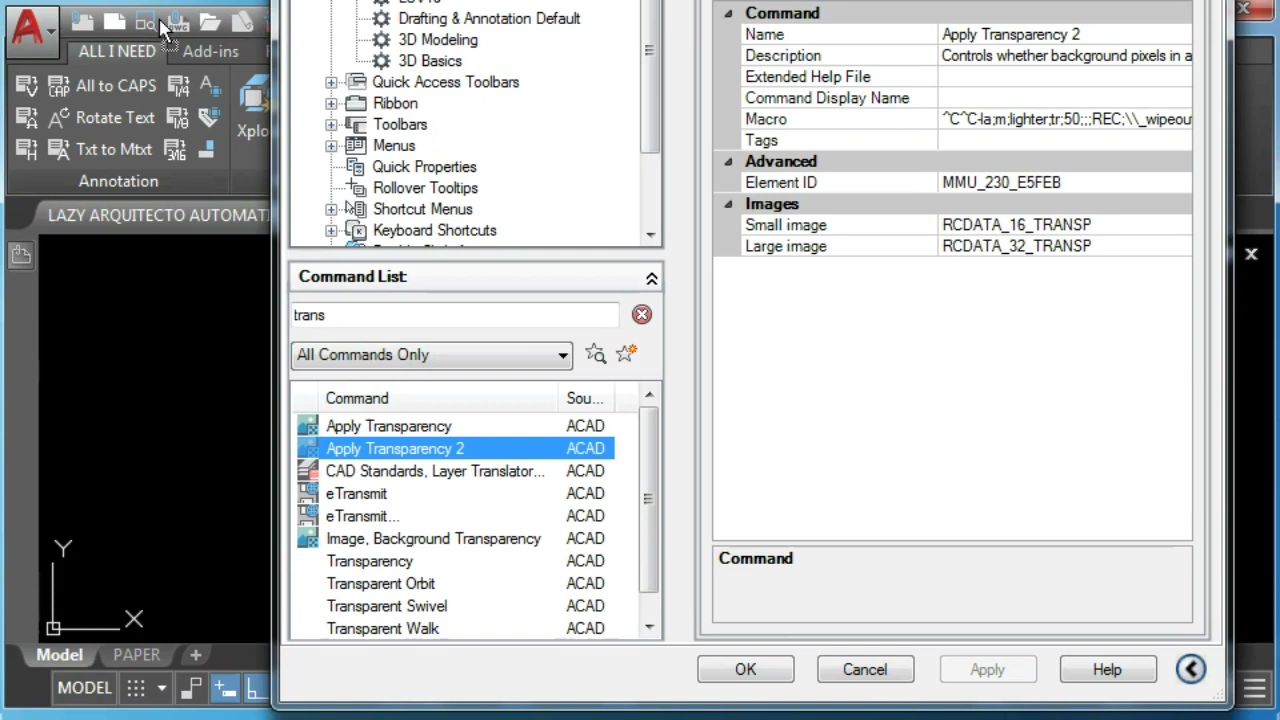 ALL I NEED
Add-ins
All to CAPS
Rotate Text
Txt to Mtxt
Xplo
Annotation
LAZY ARQUITECTO AUTOMAT
Y
X
Model
PAPER
+
MODEL
Drafting & Annotation Default
3D Modeling
3D Basics
Quick Access Toolbars
Ribbon
Toolbars
Menus
Quick Properties
Rollover Tooltips
Shortcut Menus
Keyboard Shortcuts
Command List:
trans
All Commands Only
Command Sou...
Apply Transparency ACAD
Apply Transparency 2 ACAD
CAD Standards, Layer Translator... ACAD
eTransmit ACAD
eTransmit... ACAD
Image, Background Transparency ACAD
Transparency ACAD
Transparent Orbit ACAD
Transparent Swivel ACAD
Transparent Walk ACAD
Command
Name Apply Transparency 2
Description Controls whether background pixels in a
Extended Help File
Command Display Name
Macro ^C^C-la;m;lighter;tr;50;;;REC;\\_wipeou
Tags
Advanced
Element ID MMU_230_E5FEB
Images
Small image RCDATA_16_TRANSP
Large image RCDATA_32_TRANSP
Command
OK Cancel Apply Help